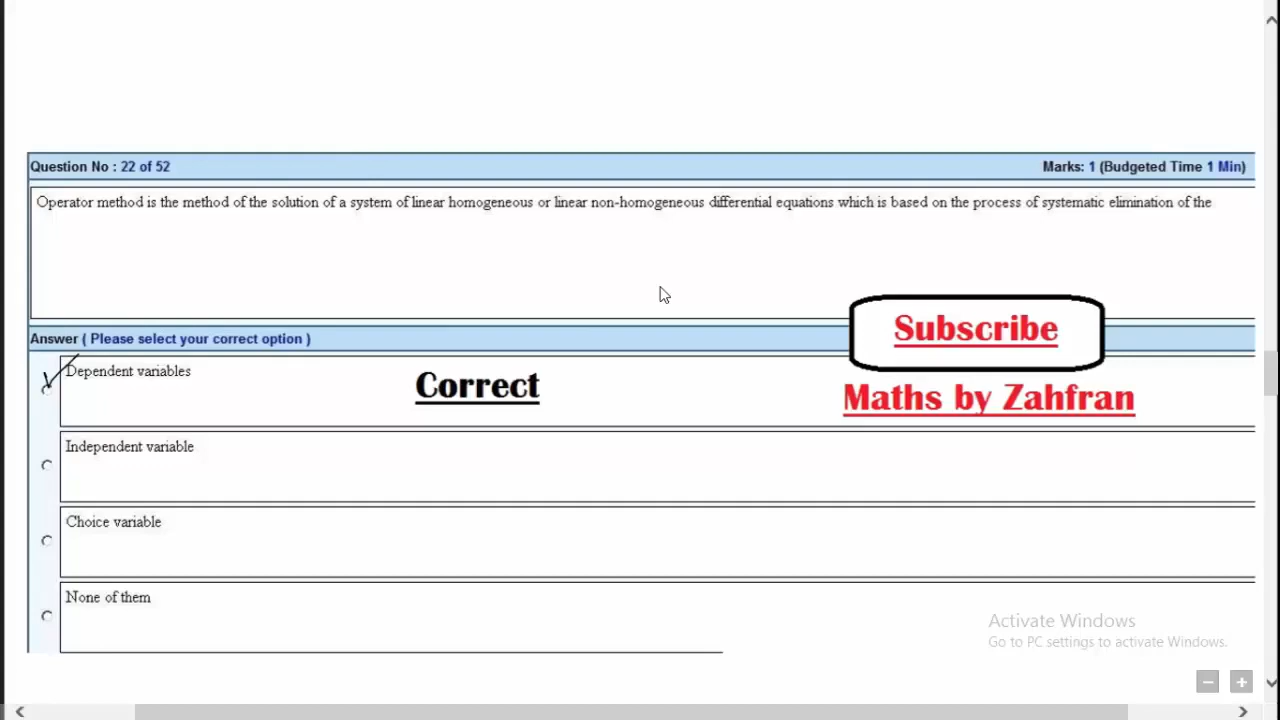 Question No : 22 of 52
Marks: 1 (Budgeted Time 1 Min)
Operator method is the method of the solution of a system of linear homogeneous or linear non-homogeneous differential equations which is based on the process of systematic elimination of the
Answer ( Please select your correct option )
Subscribe
Dependent variables
Correct
Maths by Zahfran
Independent variable
Choice variable
None of them
Activate Windows
Go to PC settings to activate Windows.